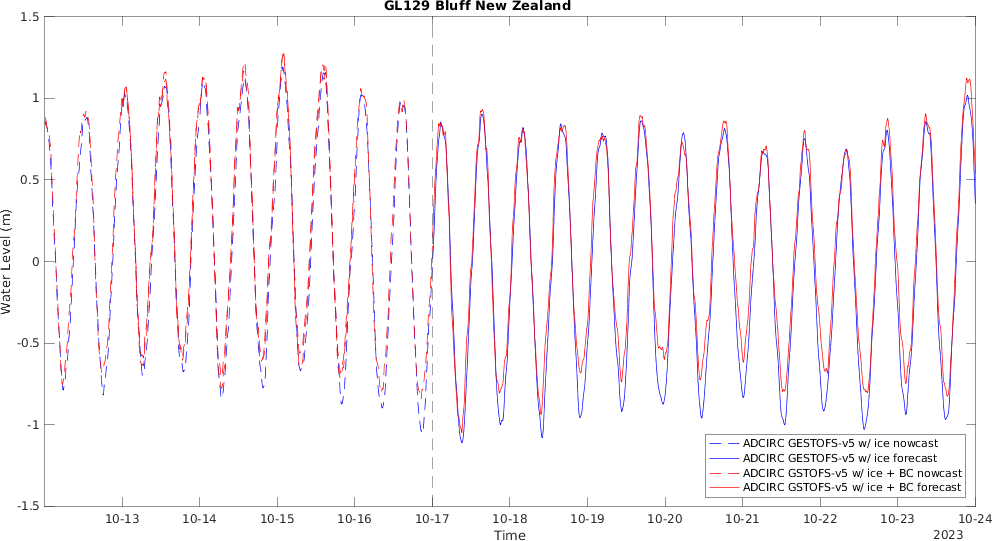 GL129 Bluff New Zealand
1.5
1
0.5
0
-0.5
-1
-1.5
Water Level (m)
10-13 10-14 10-15 10-16 10-17 10-18 10-19 10-20 10-21 10-22 10-23 10-24
Time
2023
ADCIRC GESTOFS-v5 w/ ice nowcast
ADCIRC GESTOFS-v5 w/ ice forecast
ADCIRC GSTOFS-v5 w/ ice + BC nowcast
ADCIRC GSTOFS-v5 w/ ice + BC forecast